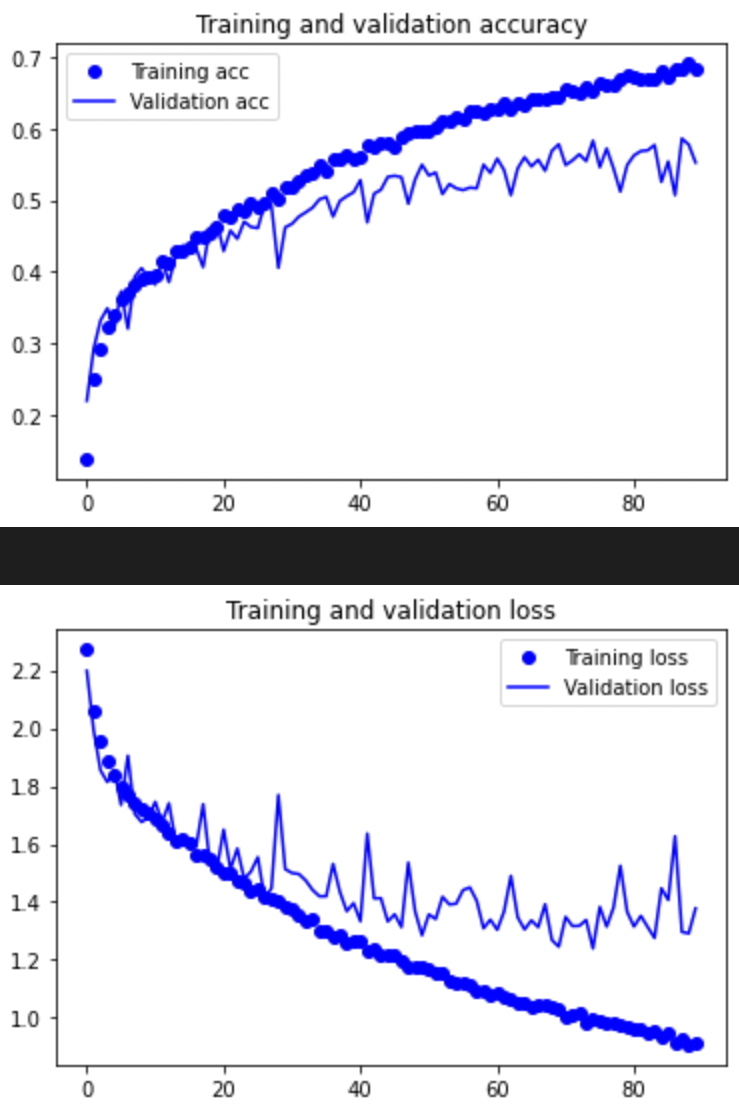 Training and validation accuracy
0.7
0.6
0.5
0.4
0.3
0.2
Training acc
Validation acc
0 20 40 60 80
Training and validation loss
2.2
2.0
1.8
1.6
1.4
1.2
1.0
Training loss
Validation loss
0 20 40 60 80